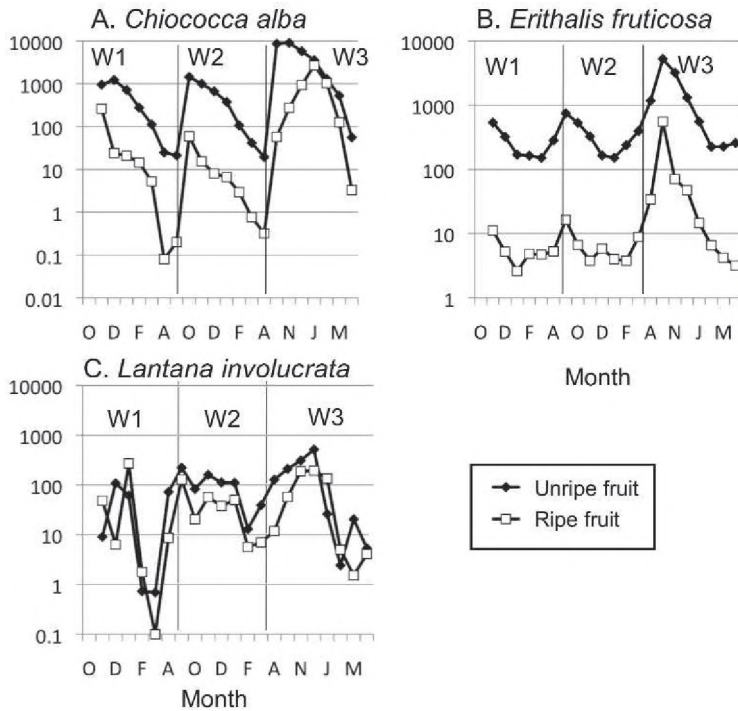 A. Chiococca alba
10000
1000
100
10
1
0.1
0.01
W1 W2 W3
O D F A O D F A N J M
B. Erithalis fruticosa
10000
1000
100
10
1
W1 W2 W3
O D F A O D F A N J M
Month
C. Lantana involucrata
10000
1000
100
10
1
0.1
W1 W2 W3
O D F A O D F A N J M
Month
Unripe fruit
Ripe fruit